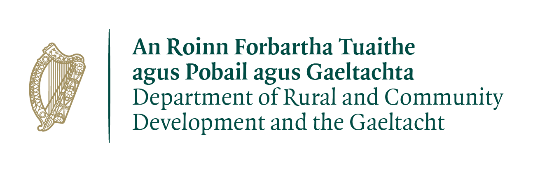 An Roinn Forbartha Tuaithe
agus Pobail agus Gaeltachta
Department of Rural and Community
Development and the Gaeltacht